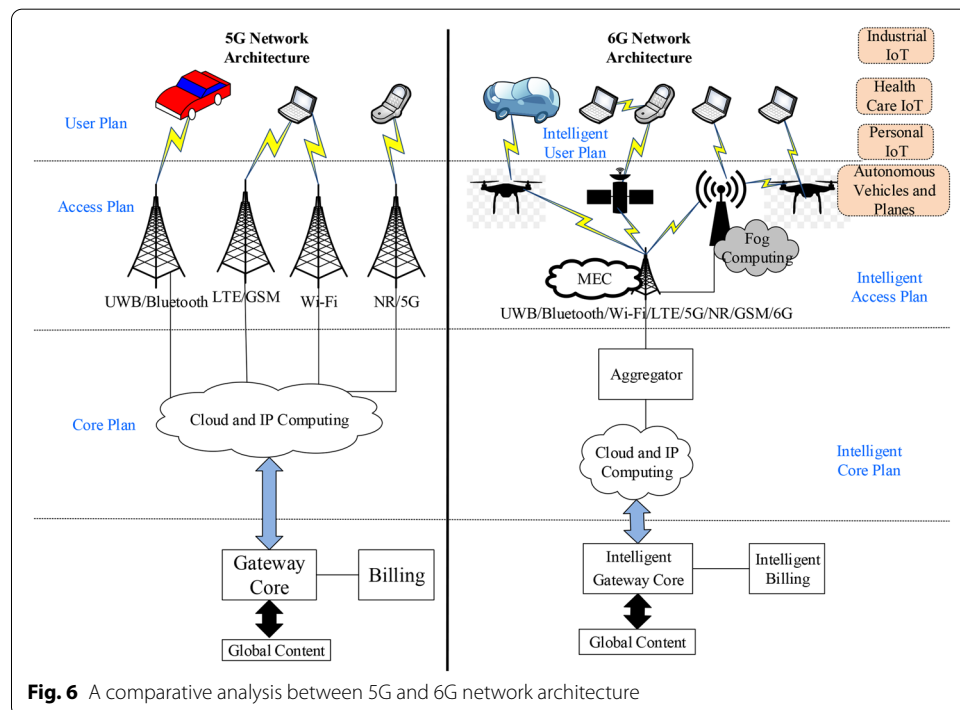 5G Network
Architecture
User Plan
Access Plan
UWB/Bluetooth
LTE/GSM
Wi-Fi
NR/5G
Core Plan
Cloud and IP Computing
Gateway
Core
Billing
Global Content
6G Network
Architecture
Industrial
IoT
Health
Care IoT
Personal
IoT
Autonomous
Vehicles and
Planes
Intelligent
User Plan
Fog
Computing
MEC
Intelligent
Access Plan
UWB/Bluetooth/Wi-Fi/LTE/5G/NR/GSM/6G
Aggregator
Cloud and IP
Computing
Intelligent
Core Plan
Intelligent
Gateway Core
Intelligent
Billing
Global Content
Fig. 6 A comparative analysis between 5G and 6G network architecture